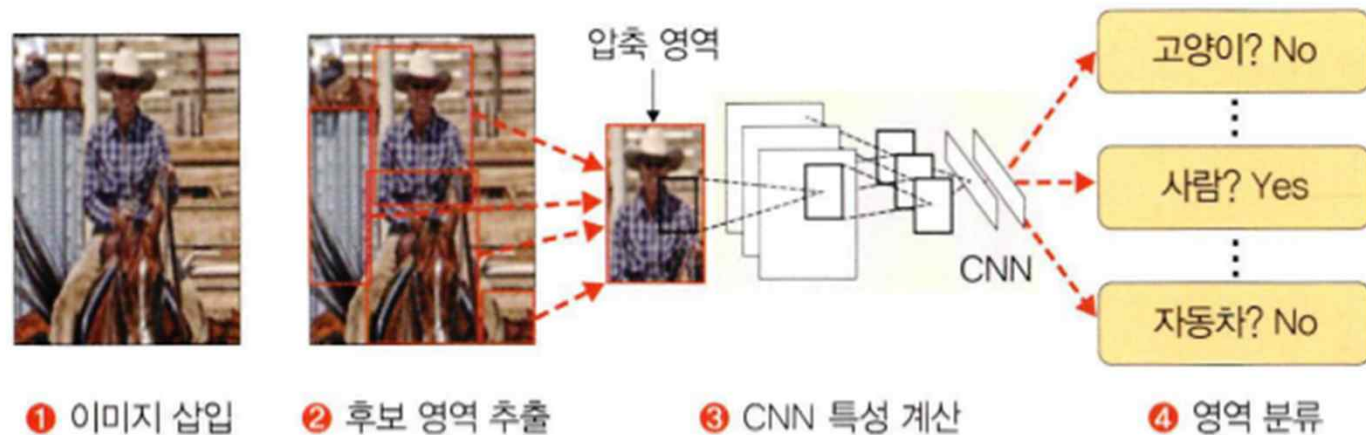 압축 영역
고양이? No
사람? Yes
자동차? No
CNN
❶ 이미지 삽입
❷ 후보 영역 추출
❸ CNN 특성 계산
❹ 영역 분류